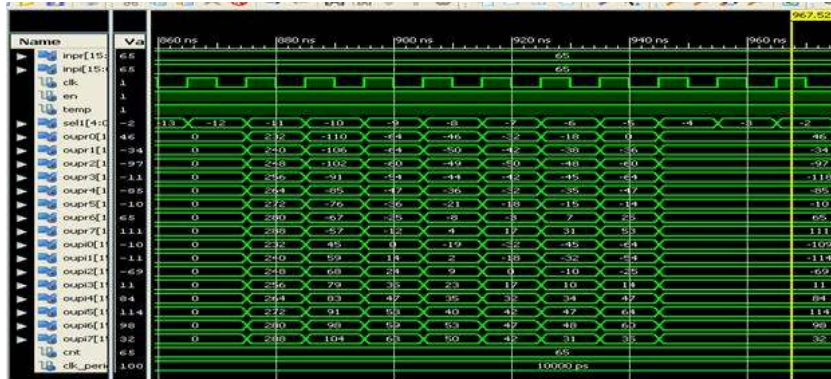 967.52
Name Va 860 ns 880 ns 900 ns 920 ns 940 ns 960 ns
inpr[15: 65 65
inpi[15:0 65 65
clk 1
en 1
temp 1
sel1[4:0 -2 -13 -12 -11 -10 -9 -8 -7 -6 -5 -4 -3 -2
oupr0[1 46 0 232 -110 -64 -46 -32 -18 0 46
oupr1[1 -34 0 240 -106 -64 -50 -42 -38 -36 -34
oupr2[1 -97 0 248 -102 -60 -49 -50 -48 -60 -97
oupr3[1 -11 0 256 -91 -54 -44 -42 -45 -64 -118
oupr4[1 -85 0 264 -85 -47 -36 -32 -35 -47 -85
oupr5[1 -10 0 272 -76 -36 -21 -18 -15 -14 -10
oupr6[1 65 0 280 -67 -25 -8 -3 7 25 65
oupr7[1 111 0 288 -57 -12 4 17 31 53 111
oupi0[1 -10 0 232 45 0 -19 -32 -45 -64 -109
oupi1[1 -11 0 240 59 14 2 -18 -32 -54 -114
oupi2[1 -69 0 248 68 24 9 0 -10 -25 -69
oupi3[1 11 0 256 79 35 23 17 10 14 11
oupi4[1 84 0 264 83 47 35 32 34 47 84
oupi5[1 114 0 272 91 53 40 42 47 64 114
oupi6[1 98 0 280 98 59 53 47 48 60 98
oupi7[1 32 0 288 104 63 50 42 31 35 32
cnt 65 65
clk_peri 100 10000 ps